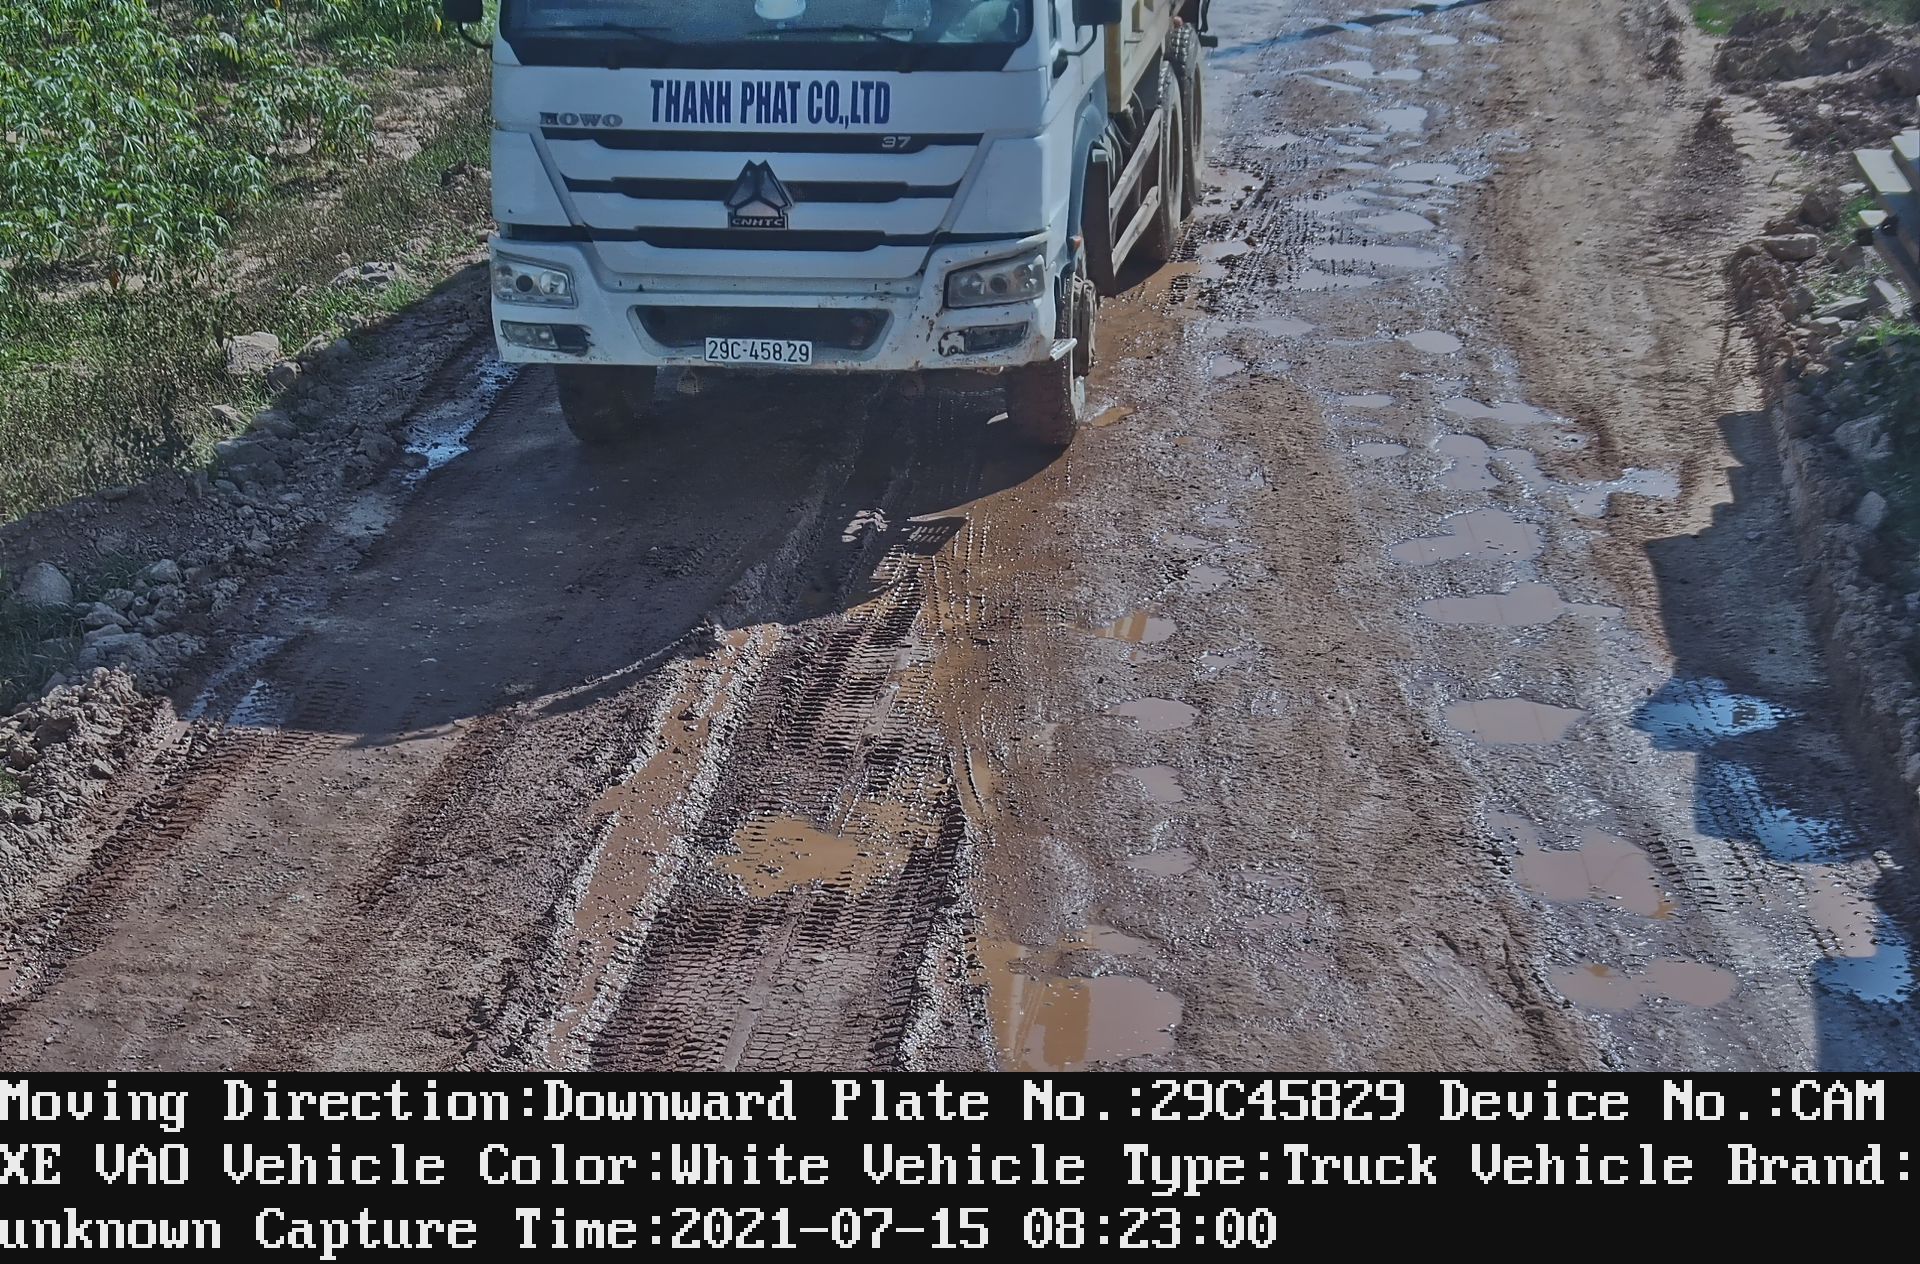 THANH PHAT CO.,LTD
HOWO
37
CNHTC
29C-458.29
Moving Direction:Downward Plate No.:29C45829 Device No.:CAM
XE VAO Vehicle Color:White Vehicle Type:Truck Vehicle Brand:
unknown Capture Time:2021-07-15 08:23:00